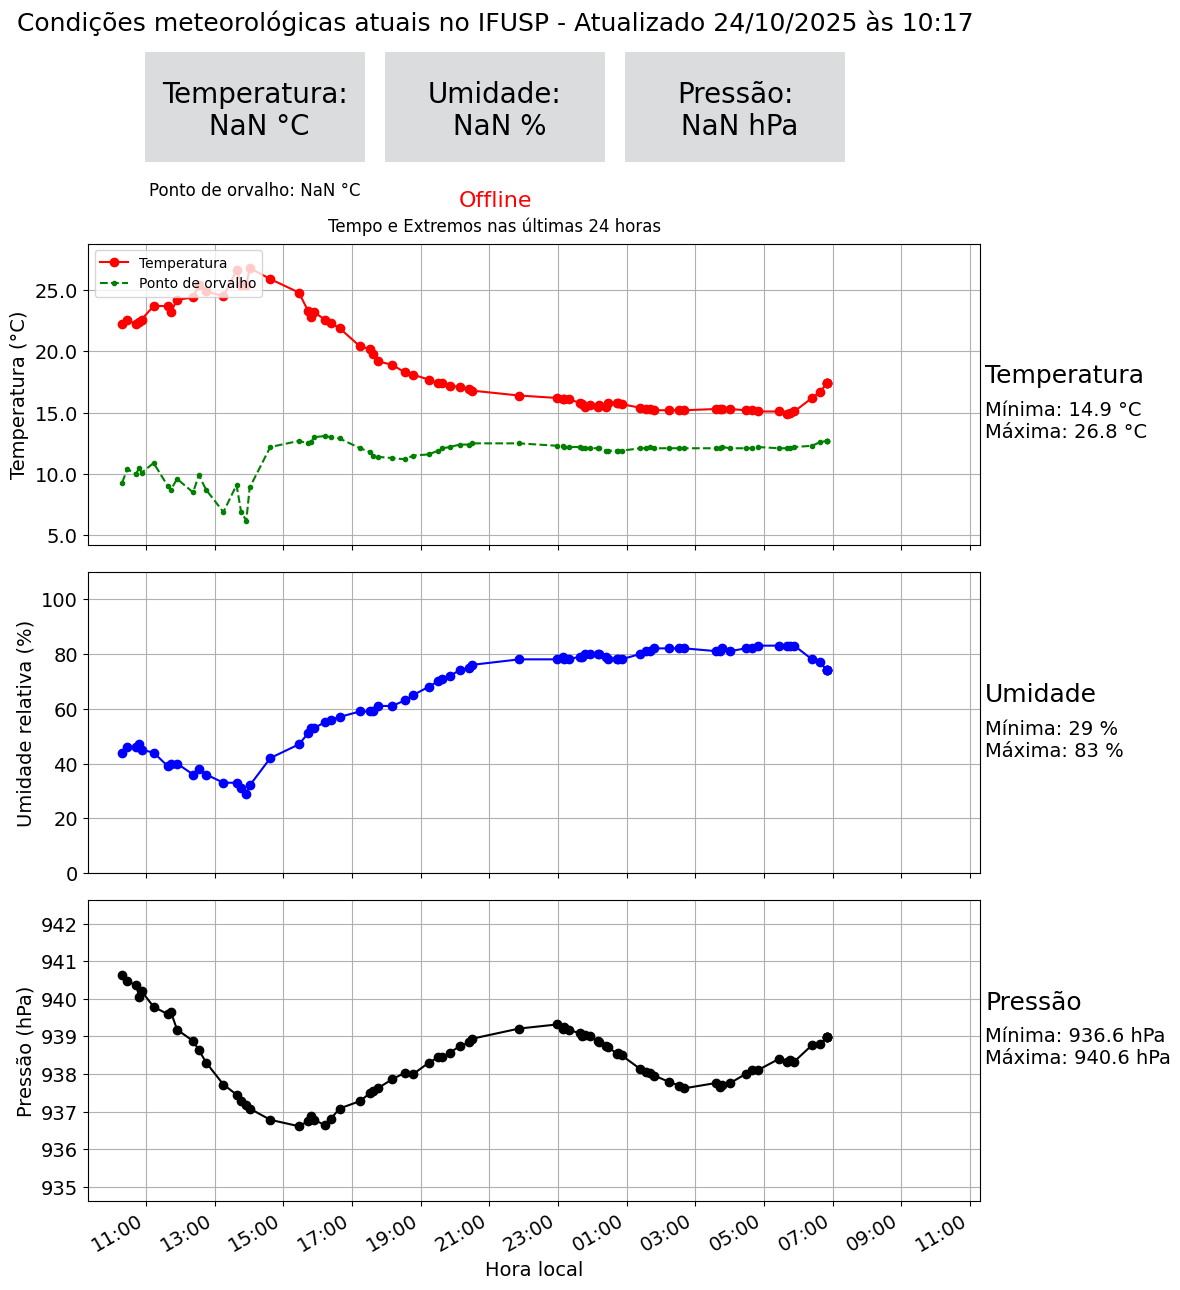 Condições meteorológicas atuais no IFUSP - Atualizado 24/10/2025 às 10:17
Temperatura:
NaN °C
Umidade:
NaN %
Pressão:
NaN hPa
Ponto de orvalho: NaN °C
Offline
Tempo e Extremos nas últimas 24 horas
Temperatura
Ponto de orvalho
Temperatura (°C)
25.0
20.0
15.0
10.0
5.0
Temperatura
Mínima: 14.9 °C
Máxima: 26.8 °C
Umidade relativa (%)
100
80
60
40
20
0
Umidade
Mínima: 29 %
Máxima: 83 %
Pressão (hPa)
942
941
940
939
938
937
936
935
Pressão
Mínima: 936.6 hPa
Máxima: 940.6 hPa
11:00 13:00 15:00 17:00 19:00 21:00 23:00 01:00 03:00 05:00 07:00 09:00 11:00
Hora local